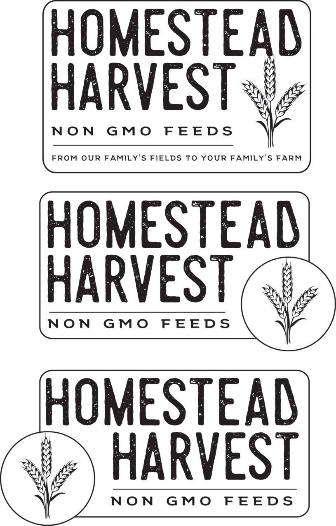 HOMESTEAD
HARVEST
NON GMO FEEDS
FROM OUR FAMILY'S FIELDS TO YOUR FAMILY'S FARM
HOMESTEAD
HARVEST
NON GMO FEEDS
HOMESTEAD
HARVEST
NON GMO FEEDS